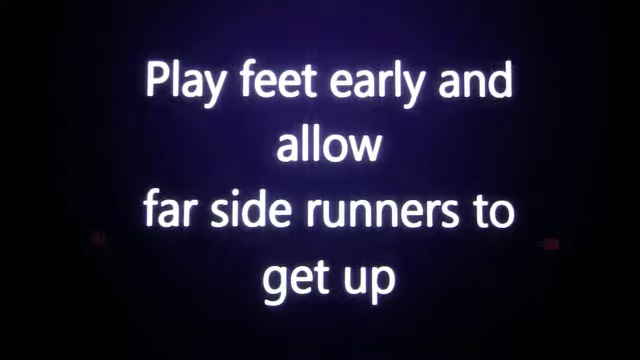 Play feet early and
allow
far side runners to
get up